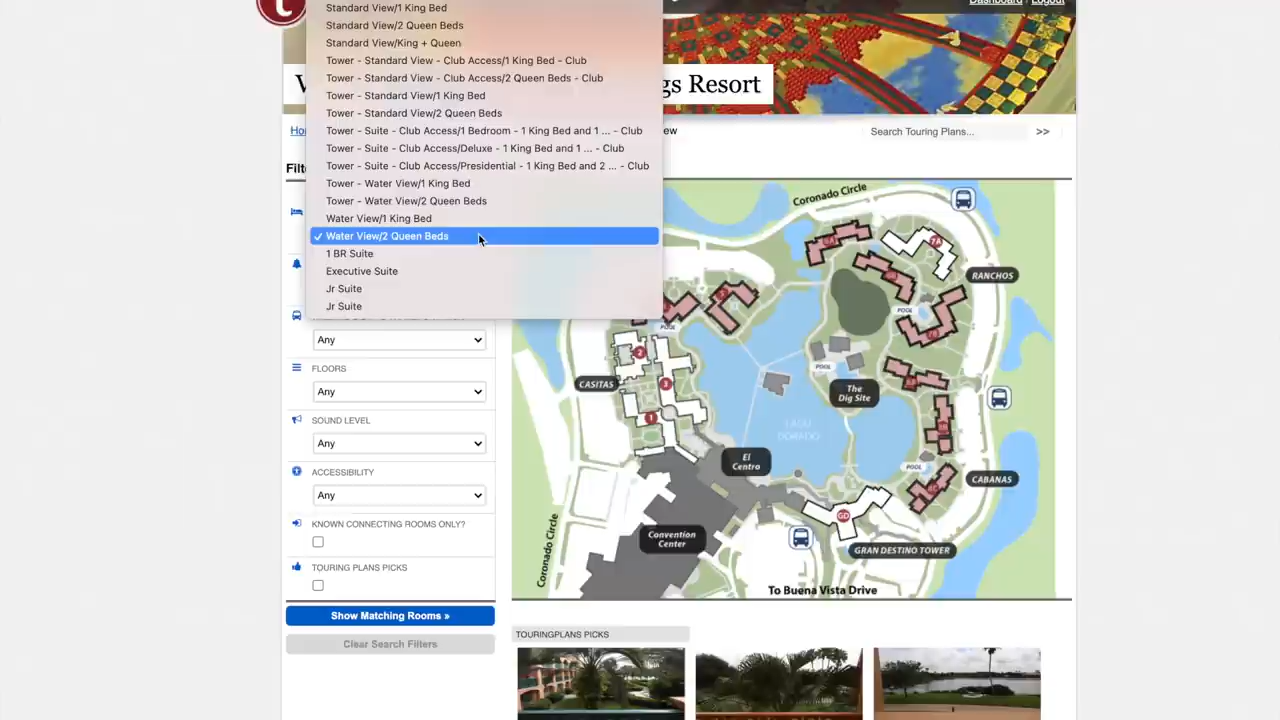 Standard View/1 King Bed
Dashboard / Logout
Standard View/2 Queen Beds
Standard View/King + Queen
Tower - Standard View - Club Access/1 King Bed - Club
Tower - Standard View - Club Access/2 Queen Beds - Club
gs Resort
Tower - Standard View/1 King Bed
Tower - Standard View/2 Queen Beds
Tower - Suite - Club Access/1 Bedroom - 1 King Bed and 1 ... - Club
Search Touring Plans...
>>
Tower - Suite - Club Access/Deluxe - 1 King Bed and 1 ... - Club
Tower - Suite - Club Access/Presidential - 1 King Bed and 2 ... - Club
Tower - Water View/1 King Bed
Tower - Water View/2 Queen Beds
Water View/1 King Bed
✓ Water View/2 Queen Beds
1 BR Suite
Executive Suite
Jr Suite
Jr Suite
Any
FLOORS
Any
SOUND LEVEL
Any
ACCESSIBILITY
Any
KNOWN CONNECTING ROOMS ONLY?
TOURING PLANS PICKS
Show Matching Rooms »
Clear Search Filters
Coronado Circle
RANCHOS
POOL
POOL
POOL
CASITAS
2
3
1
The Dig Site
LAGO DORADO
El Centro
POOL
CABANAS
GD
Convention Center
GRAN DESTINO TOWER
Coronado Circle
To Buena Vista Drive
TOURINGPLANS PICKS